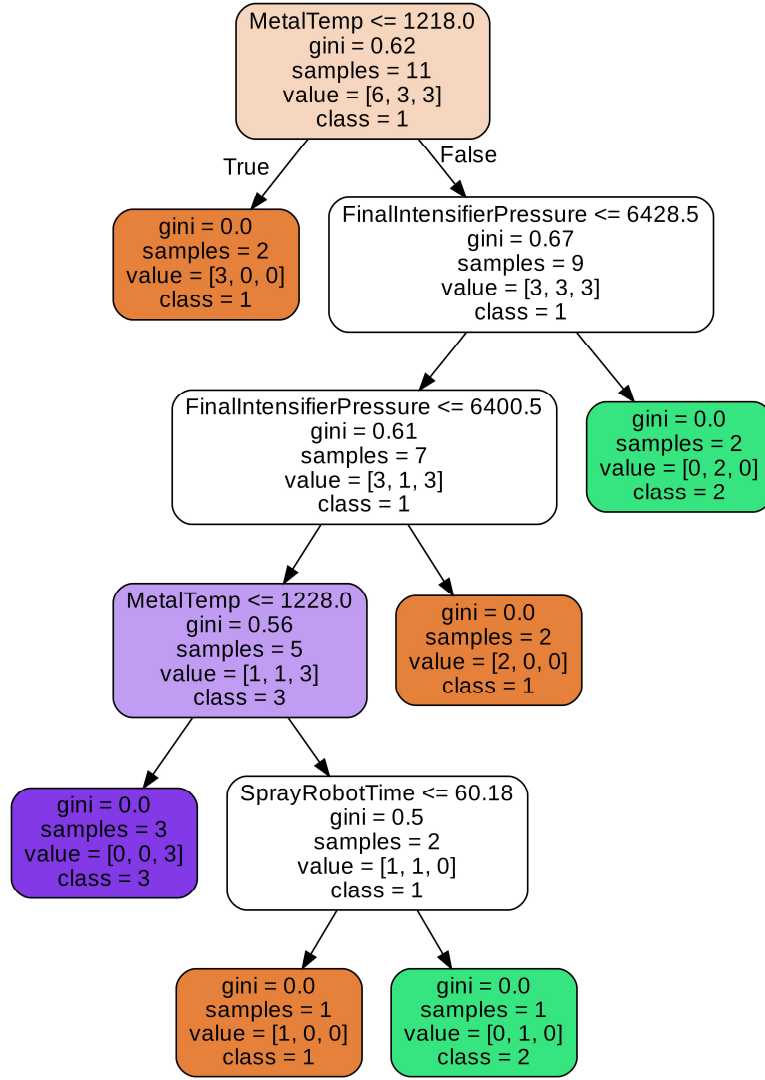 MetalTemp <= 1218.0
gini = 0.62
samples = 11
value = [6, 3, 3]
class = 1
True
False
gini = 0.0
samples = 2
value = [3, 0, 0]
class = 1
FinalIntensifierPressure <= 6428.5
gini = 0.67
samples = 9
value = [3, 3, 3]
class = 1
FinalIntensifierPressure <= 6400.5
gini = 0.61
samples = 7
value = [3, 1, 3]
class = 1
gini = 0.0
samples = 2
value = [0, 2, 0]
class = 2
MetalTemp <= 1228.0
gini = 0.56
samples = 5
value = [1, 1, 3]
class = 3
gini = 0.0
samples = 2
value = [2, 0, 0]
class = 1
gini = 0.0
samples = 3
value = [0, 0, 3]
class = 3
SprayRobotTime <= 60.18
gini = 0.5
samples = 2
value = [1, 1, 0]
class = 1
gini = 0.0
samples = 1
value = [1, 0, 0]
class = 1
gini = 0.0
samples = 1
value = [0, 1, 0]
class = 2